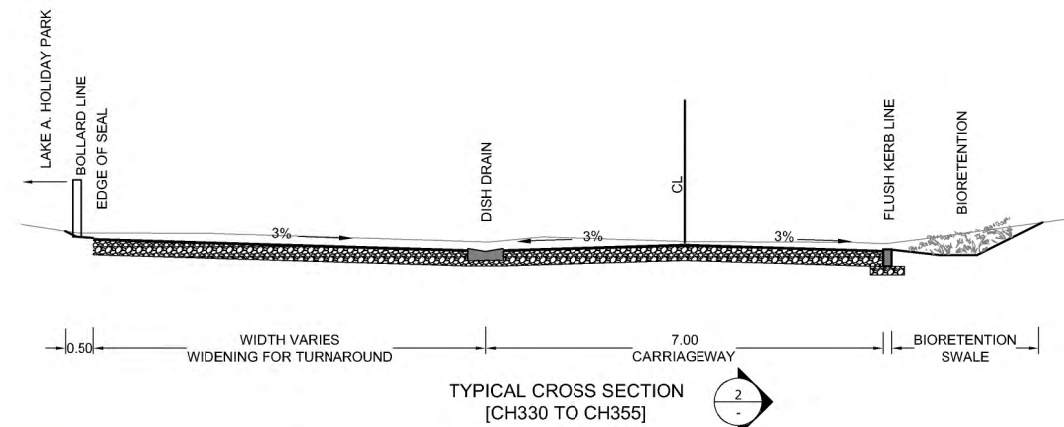 LAKE A. HOLIDAY PARK
BOLLARD LINE
EDGE OF SEAL
DISH DRAIN
CL
FLUSH KERB LINE
BIORETENTION
3%
3%
3%
0.50
WIDTH VARIES
WIDENING FOR TURNAROUND
7.00
CARRIAGEWAY
BIORETENTION
SWALE
TYPICAL CROSS SECTION
[CH330 TO CH355]
2
-